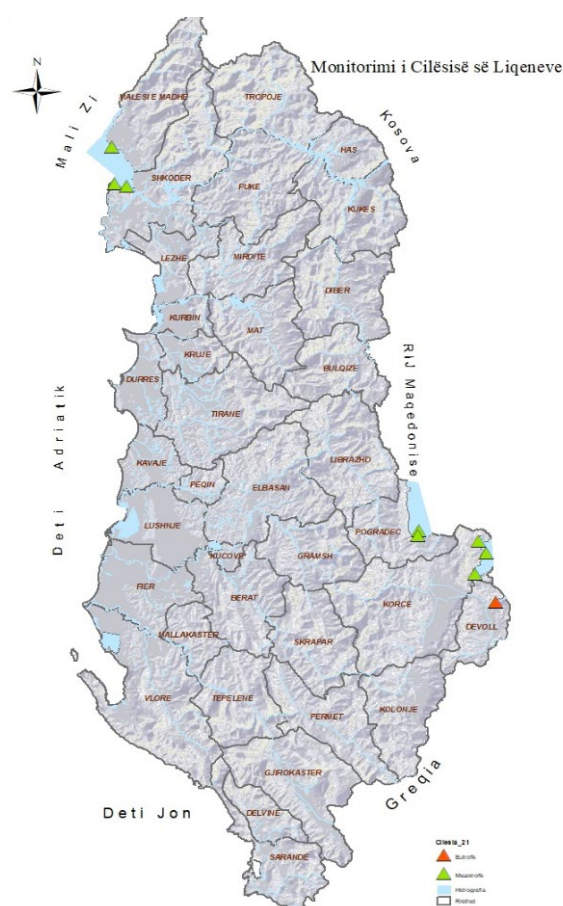 Monitorimi i Cilësisë së Liqeneve
N
Mali Zi
Kosova
MALËSI E MADHE
TROPOJE
HAS
SHKODER
PUKE
KUKES
LEZHE
MIRDITE
DIBER
KURBIN
MAT
KRUJE
BULQIZE
DURRES
TIRANE
RIJ Maqedonise
Deti Adriatik
LIBRAZHD
KAVAJE
PEQIN
ELBASAN
LUSHNJE
POGRADEC
KUCOVE
GRAMSH
FIER
BERAT
KORCE
DEVOLL
MALLAKASTER
SKRAPAR
VLORE
TEPELENE
PERMET
KOLONJE
GJIROKASTER
Greqia
Deti Jon
DELVINE
SARANDE
Cilesia_21
Eutrofik
Mezotrofik
Hidrografia
Rrethet